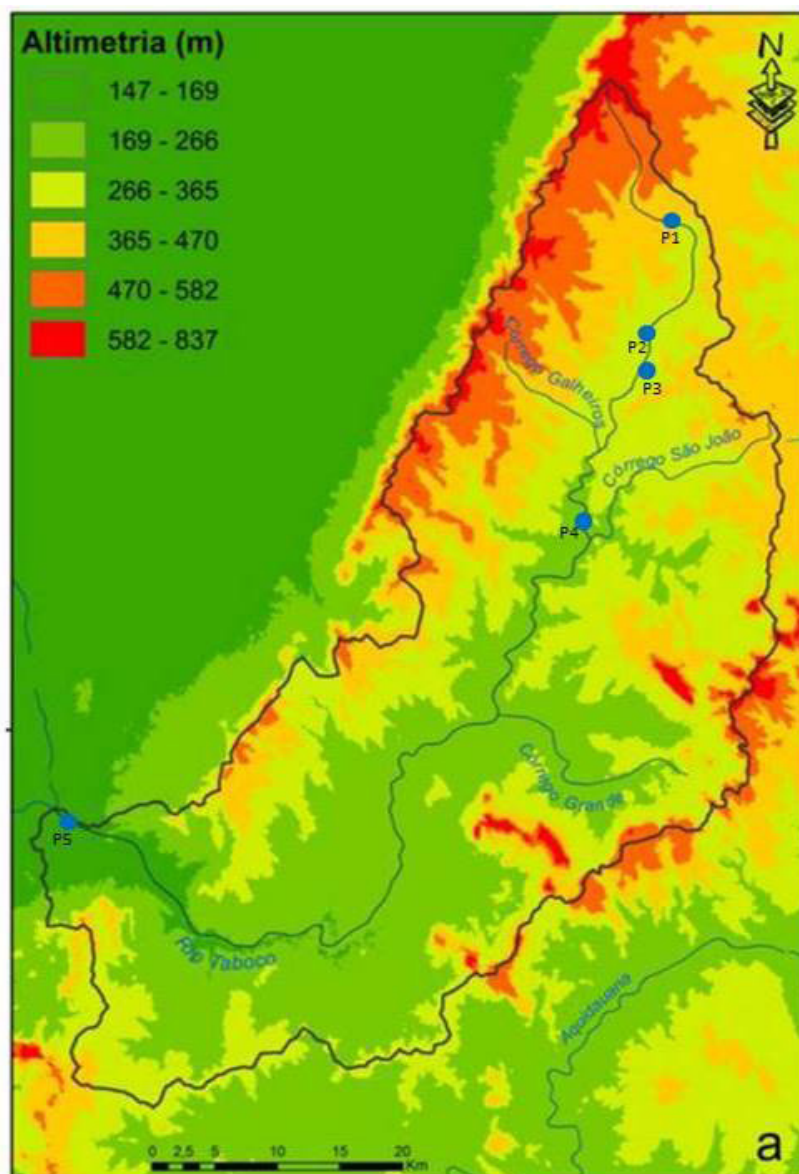 Altimetria (m)
147 - 169
169 - 266
266 - 365
365 - 470
470 - 582
582 - 837
N
P1
P2
P3
Córrego Galheiros
Córrego São João
P4
Córrego Grande
P5
Rio Taboco
Aquidauana
0 2,5 5 10 15 20
Km
a